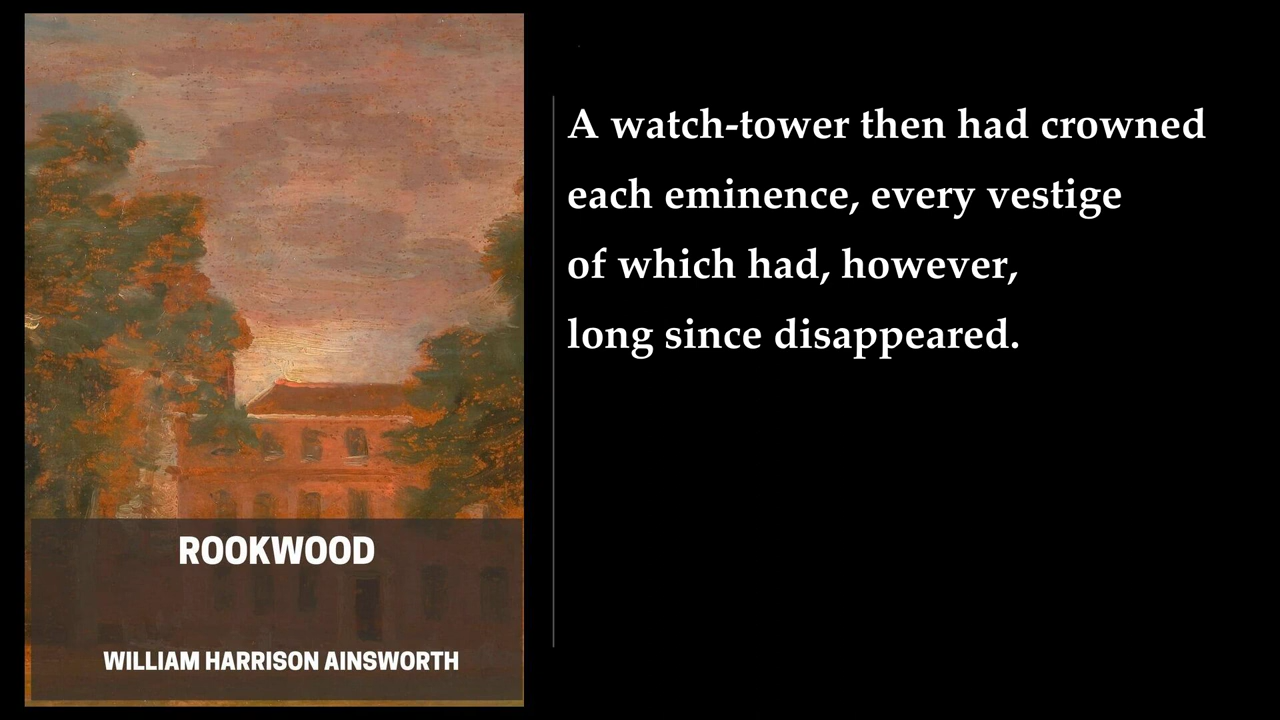 A watch-tower then had crowned
each eminence, every vestige
of which had, however,
long since disappeared.
ROOKWOOD
WILLIAM HARRISON AINSWORTH